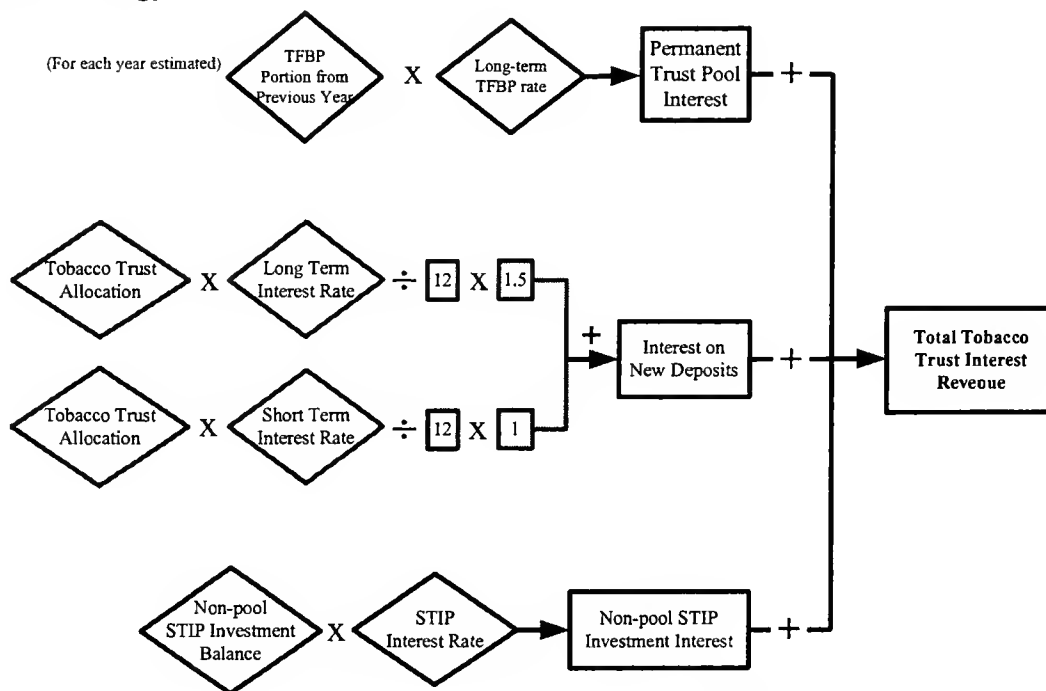 (For each year estimated)
TFBP
Portion from
Previous Year
X
Long-term
TFBP rate
Permanent
Trust Pool
Interest
+
Tobacco Trust
Allocation
X
Long Term
Interest Rate
÷
12
X
1.5
+
Interest on
New Deposits
+
Total Tobacco
Trust Interest
Revenue
Tobacco Trust
Allocation
X
Short Term
Interest Rate
÷
12
X
1
Non-pool
STIP Investment
Balance
X
STIP
Interest Rate
Non-pool STIP
Investment Interest
+